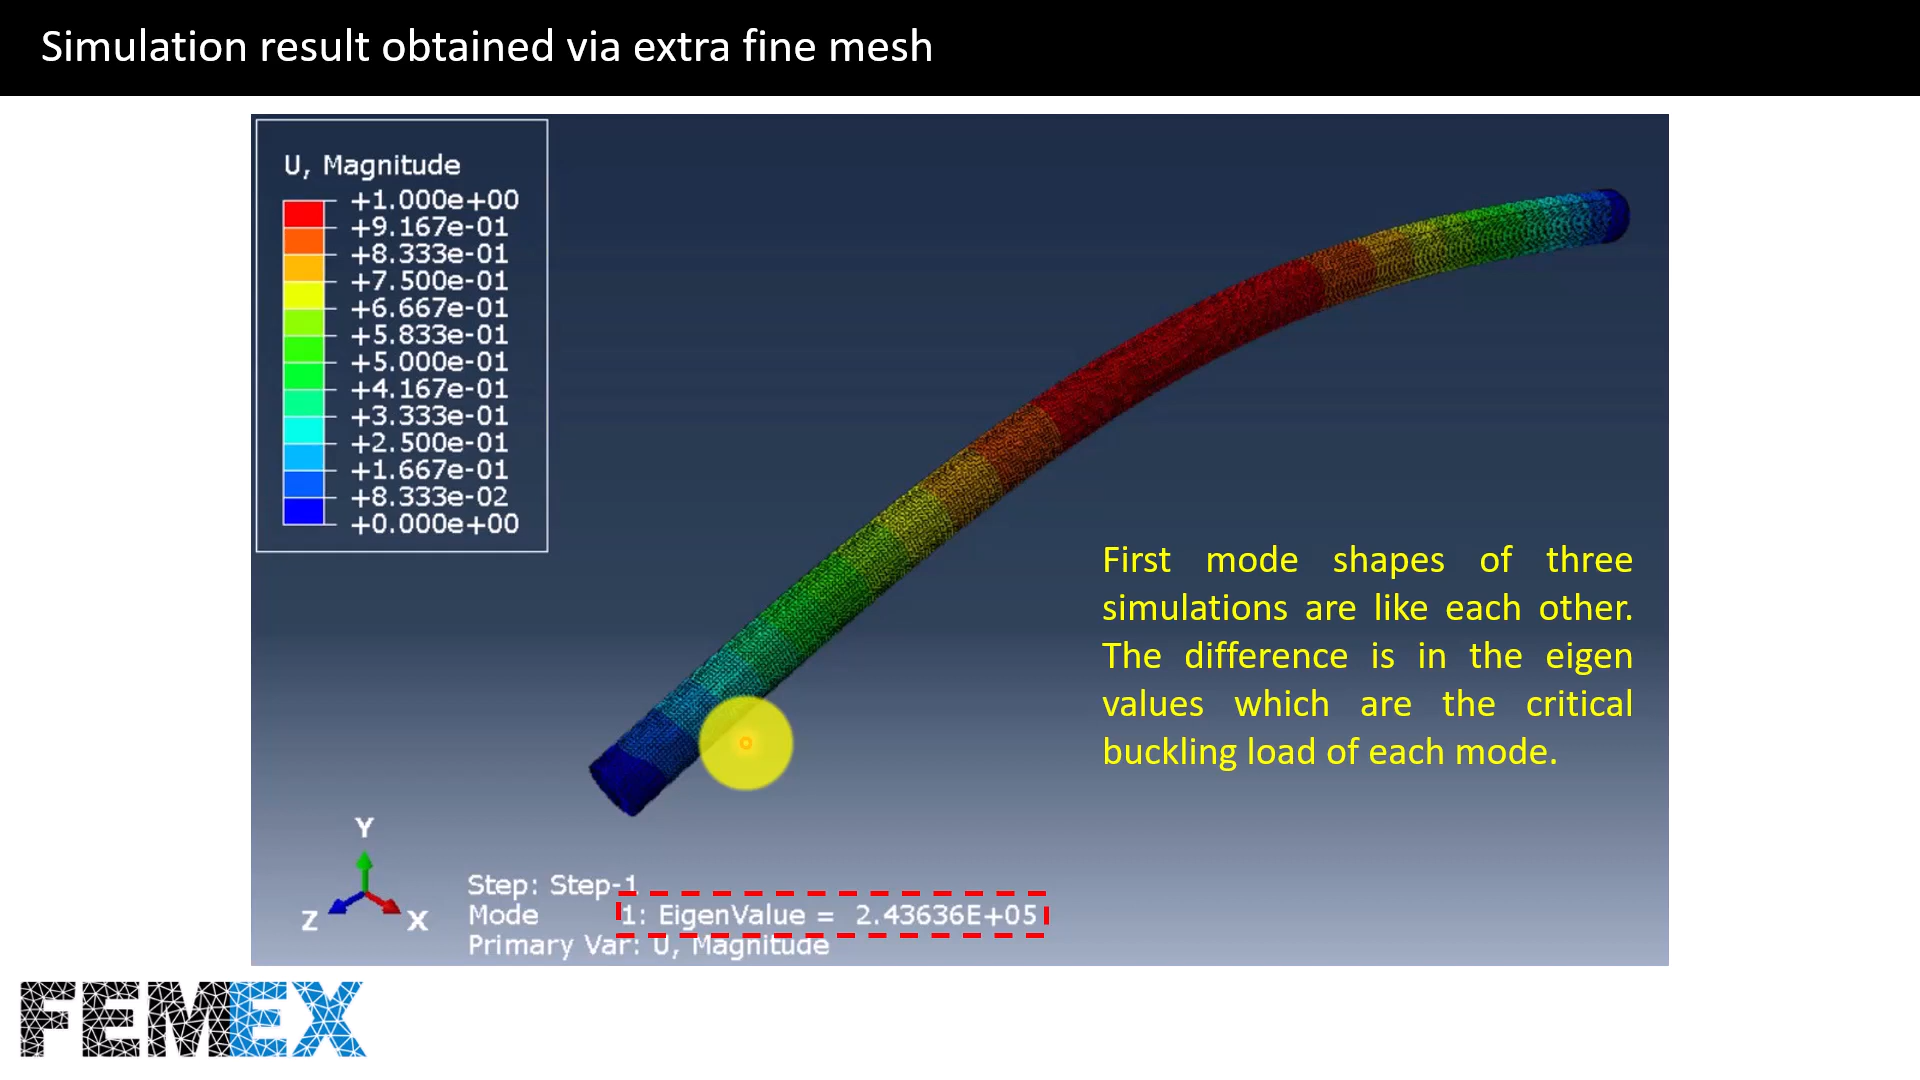 Simulation result obtained via extra fine mesh
U, Magnitude
+1.000e+00
+9.167e-01
+8.333e-01
+7.500e-01
+6.667e-01
+5.833e-01
+5.000e-01
+4.167e-01
+3.333e-01
+2.500e-01
+1.667e-01
+8.333e-02
+0.000e+00
First mode shapes of three
simulations are like each other.
The difference is in the eigen
values which are the critical
buckling load of each mode.
Y
Z X
Step: Step-1
Mode 1: EigenValue = 2.43636E+05
Primary Var: U, Magnitude
FEMEX